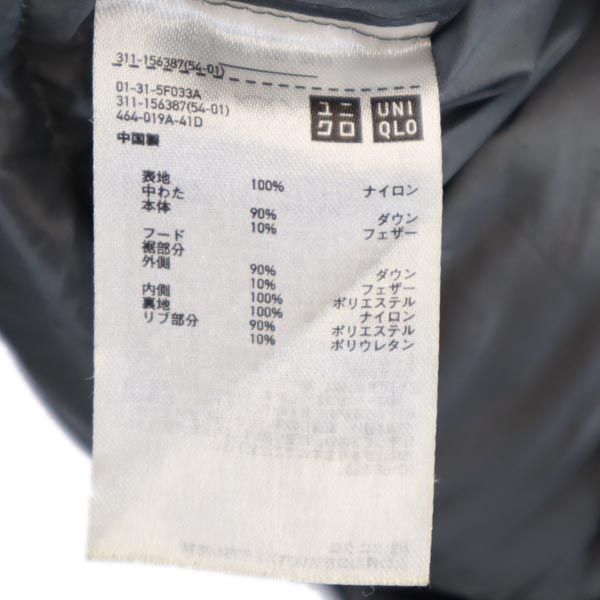 311-156387(54-01)
01-31-5F033A
311-156387(54-01)
464-019A-41D
中国製
ユニ
クロ
UNI
QLO
表地 100% ナイロン
中わた
本体 90% ダウン
10% フェザー
フード
裾部分
外側 90% ダウン
10% フェザー
内側 100% ポリエステル
裏地 100% ナイロン
リブ部分 90% ポリエステル
10% ポリウレタン